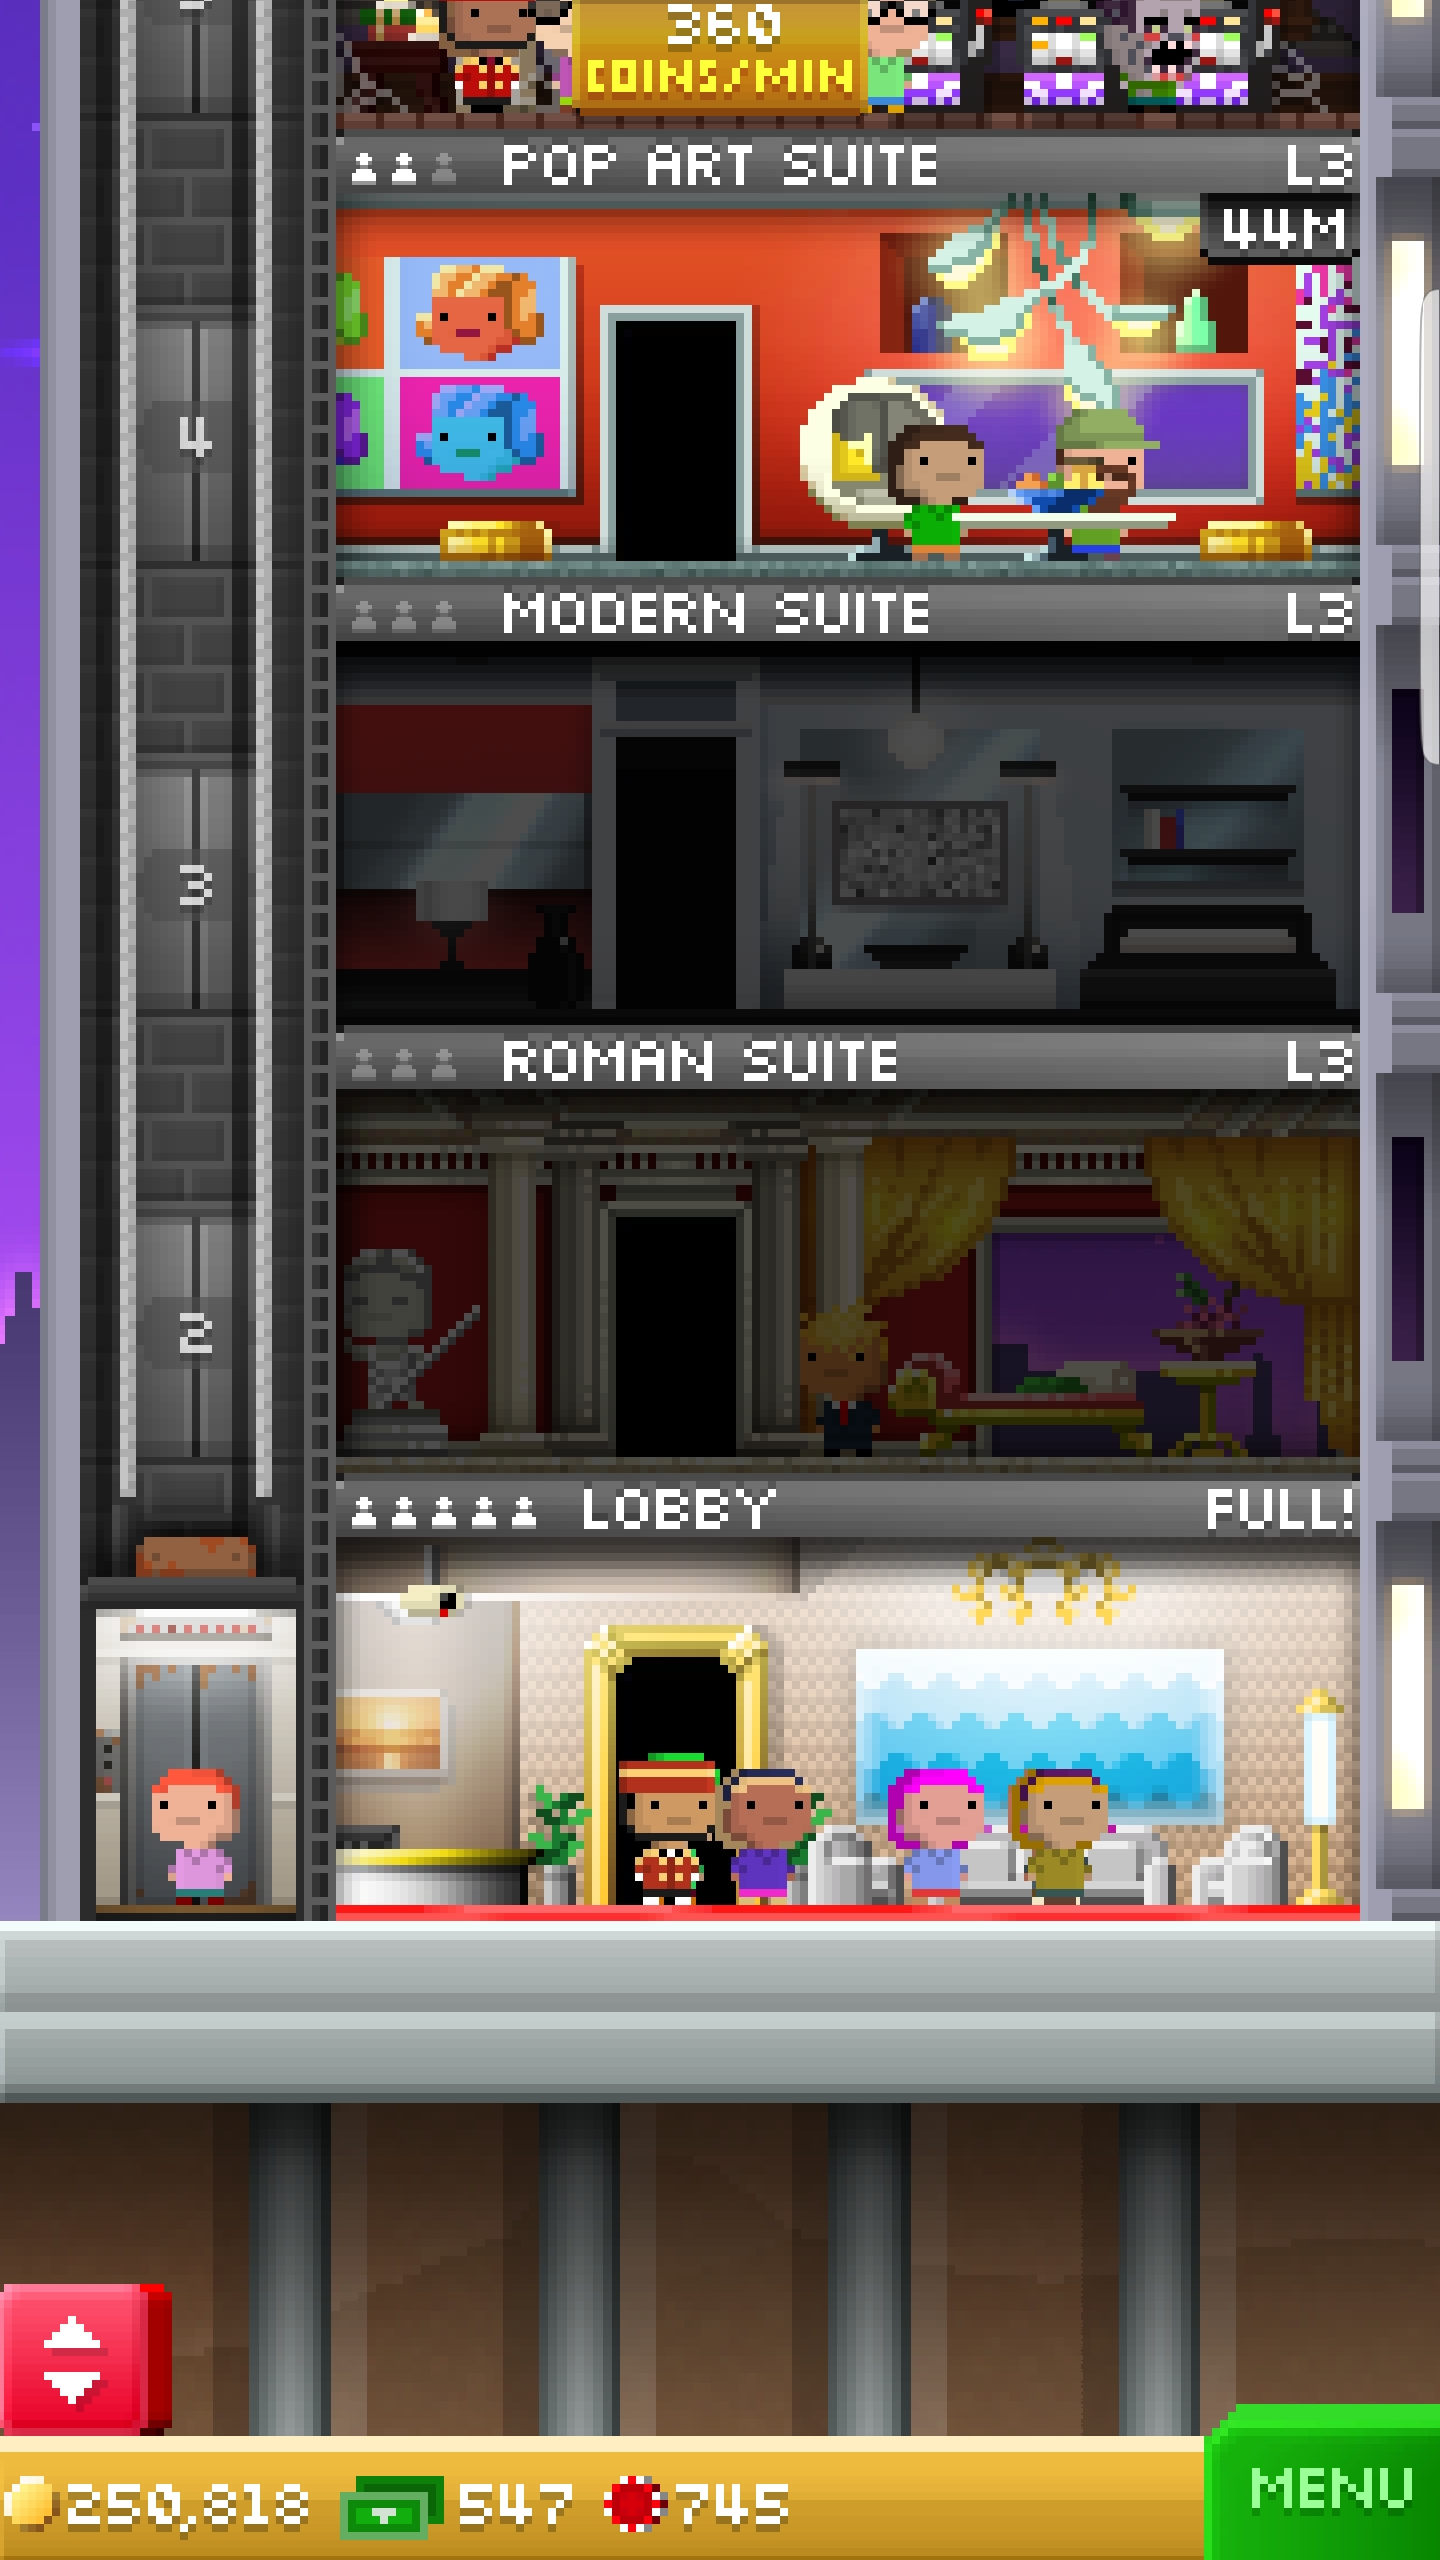 360
COINS/MIN
POP ART SUITE L3
44M
4
MODERN SUITE L3
3
ROMAN SUITE L3
2
LOBBY FULL!
250,818 547 745
MENU